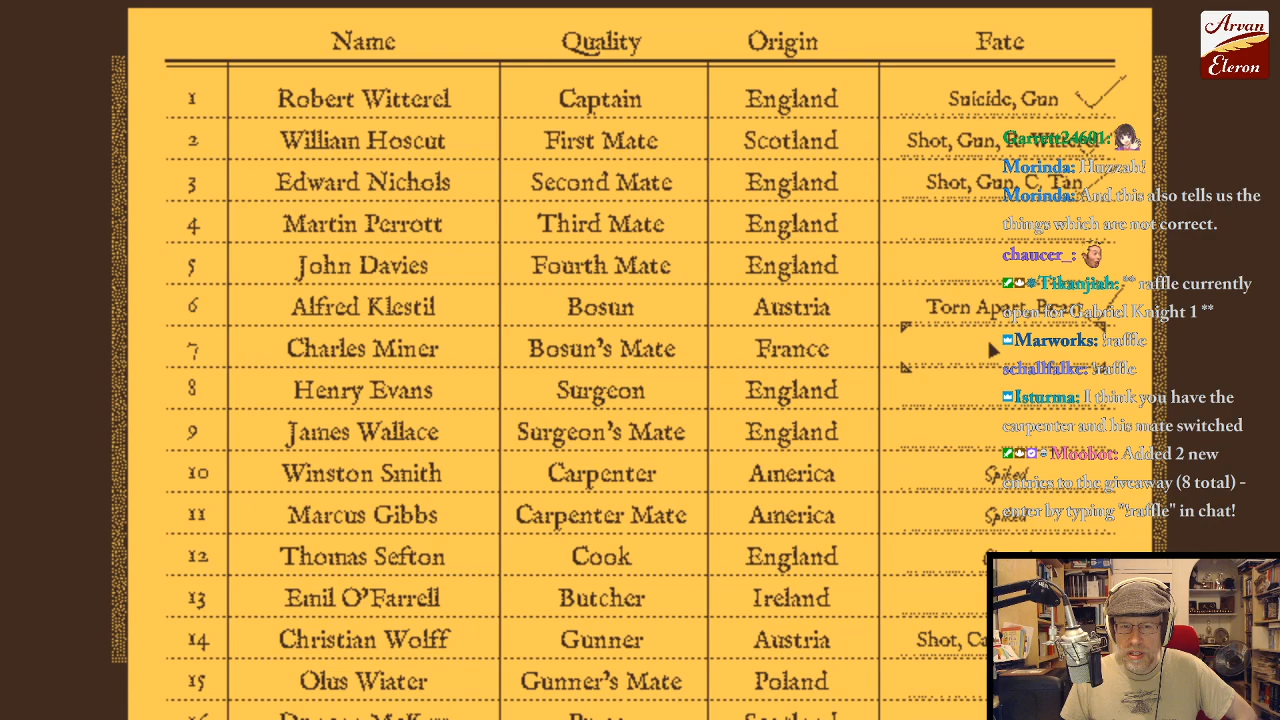 Arvan
Eleron
Name Quality Origin Fate
1 Robert Witterel Captain England Suicide, Gun
2 William Hoscut First Mate Scotland Shot, Gun, R. Witterel
3 Edward Nichols Second Mate England Shot, Gun, C. Tan
4 Martin Perrott Third Mate England
5 John Davies Fourth Mate England
6 Alfred Klestil Bosun Austria Torn Apart,
7 Charles Miner Bosun's Mate France
8 Henry Evans Surgeon England
9 James Wallace Surgeon's Mate England
10 Winston Smith Carpenter America Spiked
11 Marcus Gibbs Carpenter Mate America Spiked
12 Thomas Sefton Cook England
13 Emil O'Farrell Butcher Ireland
14 Christian Wolff Gunner Austria Shot,
15 Olus Wiater Gunner's Mate Poland
16
Garrett24601:
Morinda: Huzzah!
Morinda: And this also tells us the
things which are not correct.
chaucer_:
Tikanjiah: ** raffle currently
open for Gabriel Knight 1 **
Marworks: !raffle
schallfalke: !raffle
Isturma: I think you have the
carpenter and his mate switched
Moobot: Added 2 new
entries to the giveaway (8 total) -
enter by typing "!raffle" in chat!